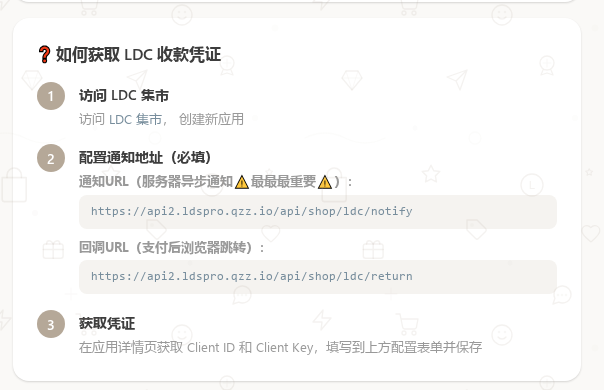 ❓如何获取 LDC 收款凭证
1 访问 LDC 集市
访问 LDC 集市， 创建新应用
2 配置通知地址（必填）
通知URL（服务器异步通知⚠️最最最重要⚠️）:
https://api2.ldspro.qzz.io/api/shop/ldc/notify
回调URL（支付后浏览器跳转）:
https://api2.ldspro.qzz.io/api/shop/ldc/return
3 获取凭证
在应用详情页获取 Client ID 和 Client Key，填写到上方配置表单并保存